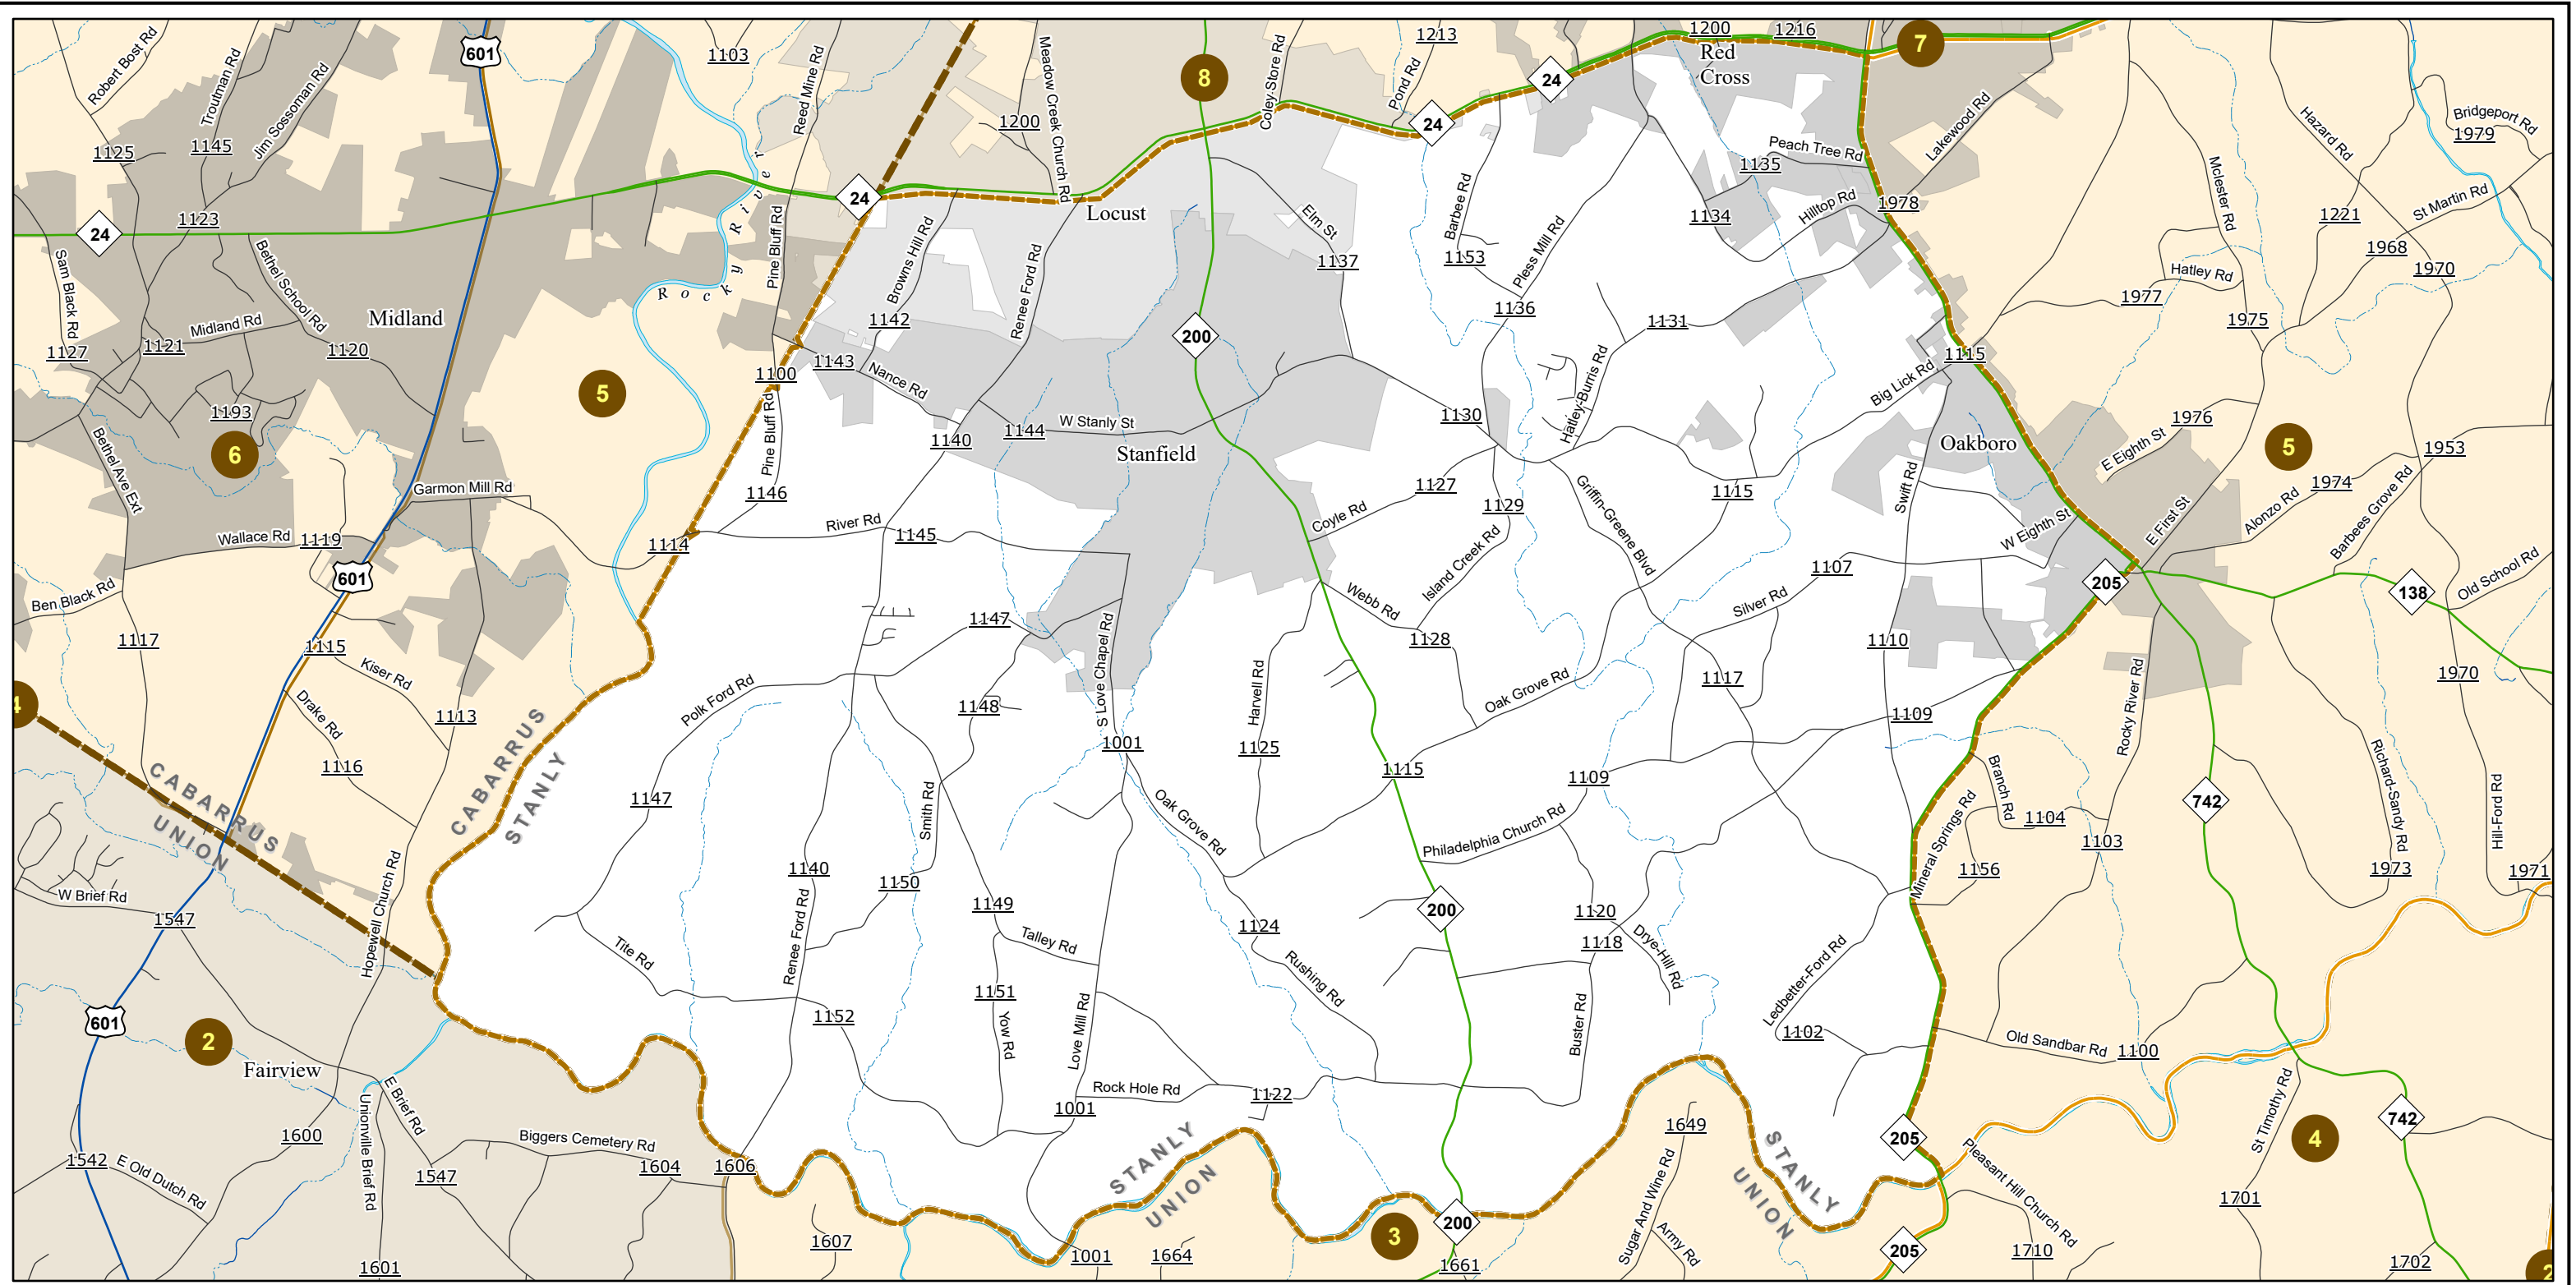 Robert Bost Rd
Troutman Rd
Jim Sossoman Rd
601
1103
Reed Mine Rd
Meadow Creek Church Rd
1200
8
Coley Store Rd
1213
Pond Rd
24
24
1200
1216
Red
Cross
7
Lakewood Rd
Hazard Rd
Bridgeport Rd
1979
1125
1145
1123
24
Sam Black Rd
Bethel School Rd
Midland
Midland Rd
1121
1120
1127
1193
6
Bethel Ave Ext
Rocky River
Pine Bluff Rd
24
Locust
Browns Hill Rd
Renee Ford Rd
1142
1143
Nance Rd
1100
Pine Bluff Rd
1146
5
1140
1144
W Stanly St
Stanfield
200
Elm St
1137
Barbee Rd
1153
Pless Mill Rd
1136
1131
Hatley-Burris Rd
1130
Peach Tree Rd
1135
1134
Hilltop Rd
1978
1115
Big Lick Rd
Mclester Rd
1221
St Martin Rd
1968
1970
Hatley Rd
1977
1975
1976
E Eighth St
5
1953
1974
Alonzo Rd
Barbees Grove Rd
Oakboro
Swift Rd
W Eighth St
E First St
205
138
Old School Rd
Garmon Mill Rd
Wallace Rd
1119
601
Ben Black Rd
1117
1114
River Rd
1145
Coyle Rd
1127
1129
1115
Griffin-Greene Blvd
Island Creek Rd
Webb Rd
1128
1107
Silver Rd
1110
1147
S Love Chapel Rd
Harvell Rd
Oak Grove Rd
1117
1109
1970
1115
Kiser Rd
Drake Rd
1113
1116
4
CABARRUS
UNION
CABARRUS
STANLY
Polk Ford Rd
1148
1001
1125
1115
1109
Rocky River Rd
Richard-Sandy Rd
Hill-Ford Rd
1147
Smith Rd
Oak Grove Rd
Philadelphia Church Rd
Branch Rd
1104
742
1103
Mineral Springs Rd
1156
1973
1971
W Brief Rd
1547
Hopewell Church Rd
1140
1150
Renee Ford Rd
1149
Talley Rd
1124
Rushing Rd
200
1120
1118
Drye-Hill Rd
Ledbetter-Ford Rd
1102
Tite Rd
1152
1151
Yow Rd
Love Mill Rd
Buster Rd
Old Sandbar Rd
1100
601
2
Fairview
E Brief Rd
Unionville Brief Rd
Rock Hole Rd
1122
1001
1649
St Timothy Rd
742
4
1600
1542
E Old Dutch Rd
1547
Biggers Cemetery Rd
1604
1606
STANLY
UNION
STANLY
UNION
205
Pleasant Hill Church Rd
Sugar And Wine Rd
Army Rd
1701
1601
1607
1001
1664
3
200
1661
205
1710
1702
2